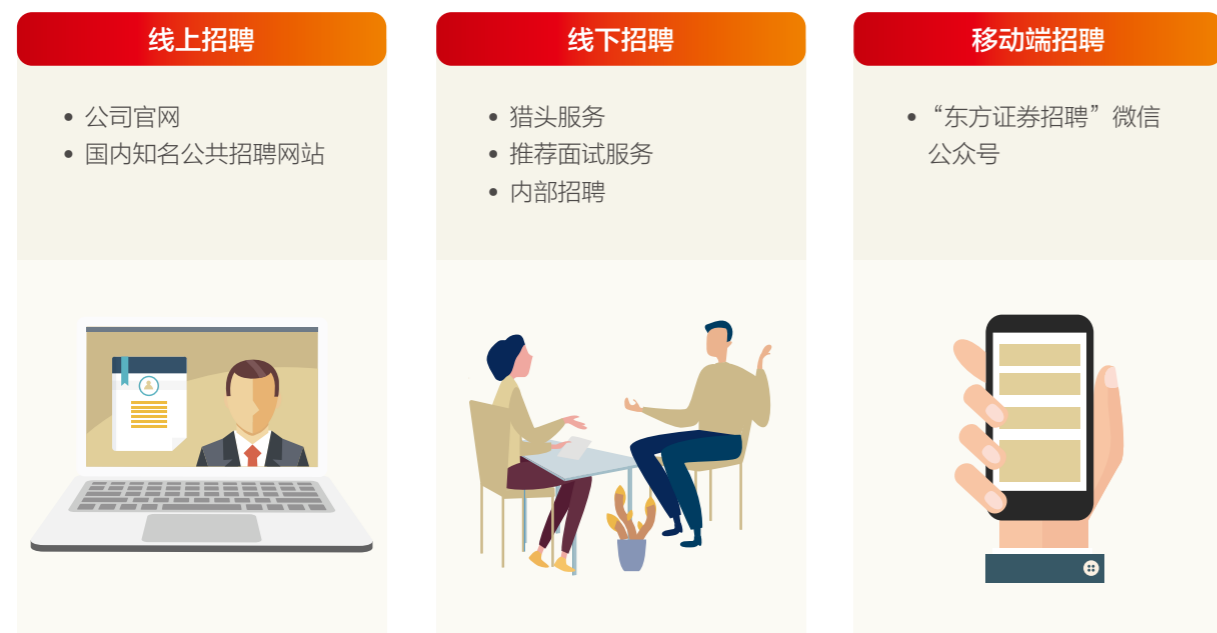 线上招聘
• 公司官网
• 国内知名公共招聘网站
线下招聘
• 猎头服务
• 推荐面试服务
• 内部招聘
移动端招聘
• “东方证券招聘”微信
公众号